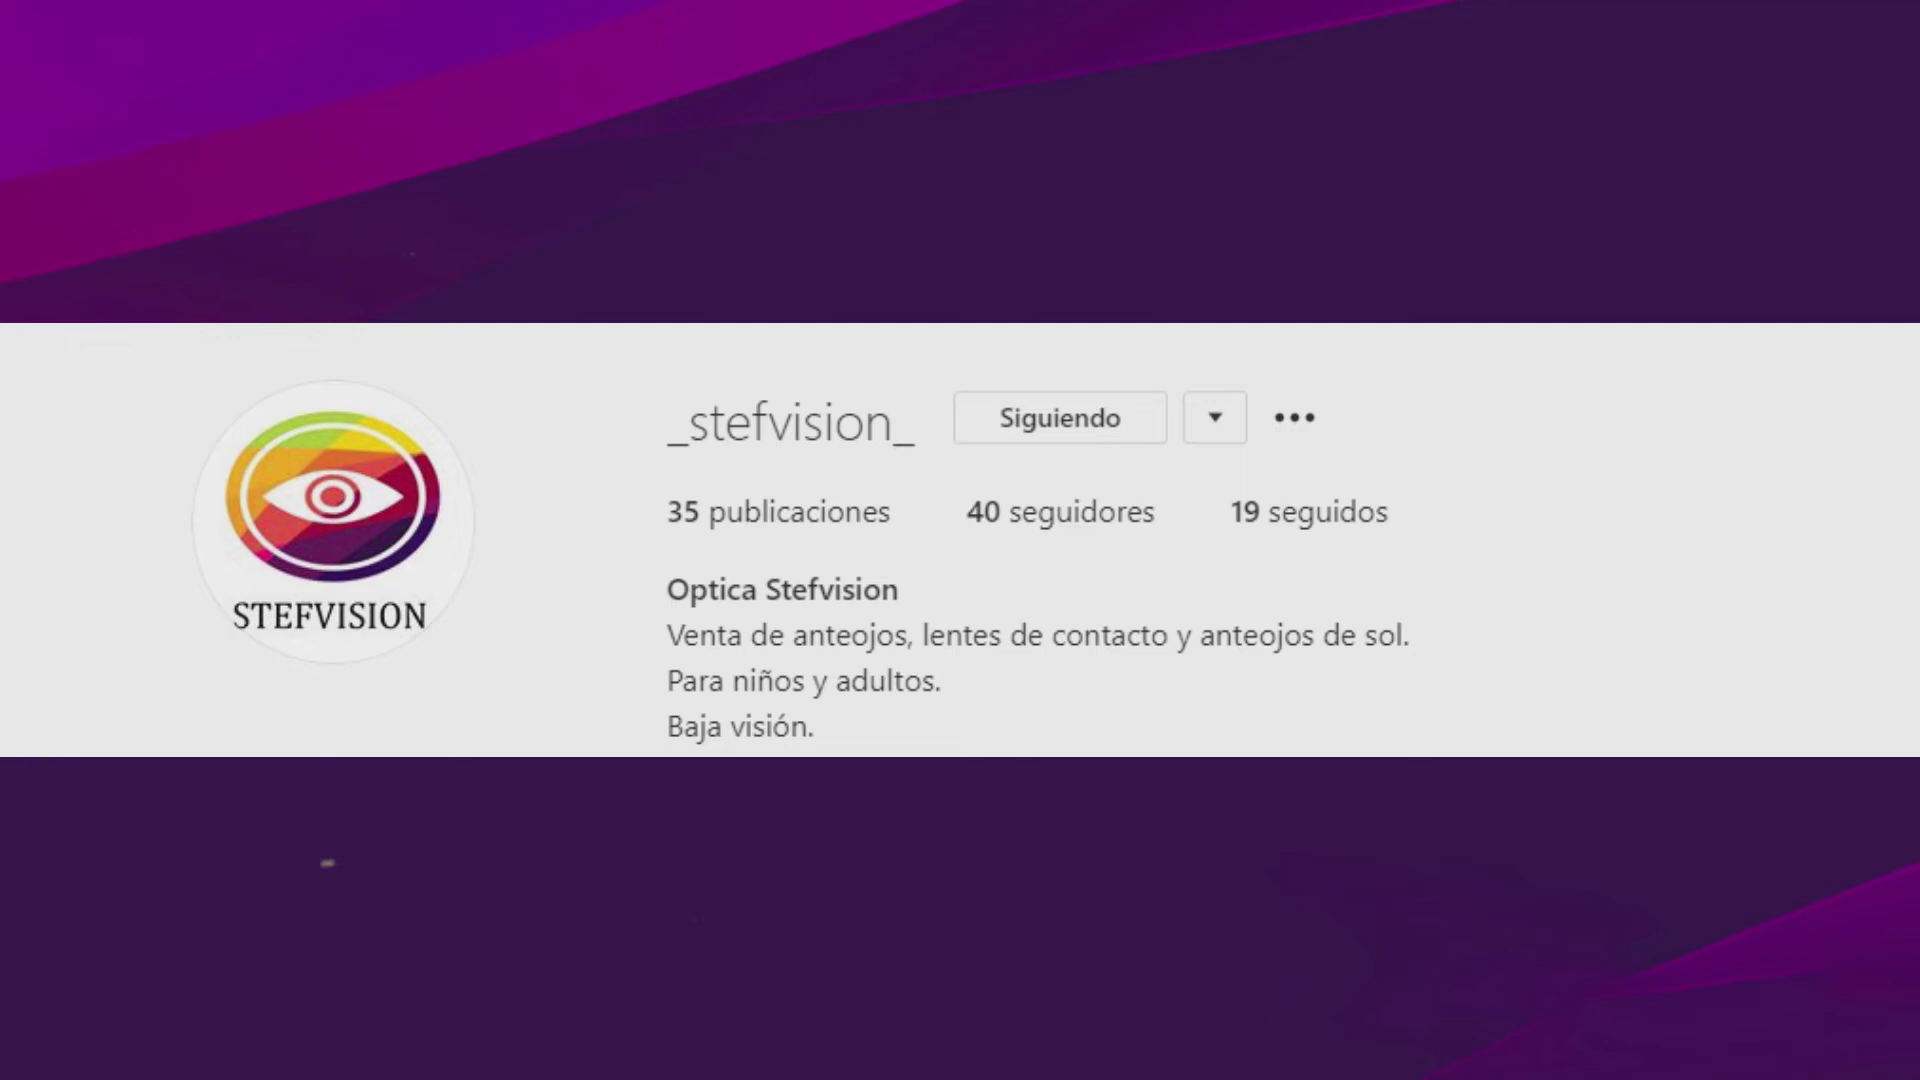 STEFVISION
_stefvision_
Siguiendo
35 publicaciones 40 seguidores 19 seguidos
Optica Stefvision
Venta de anteojos, lentes de contacto y anteojos de sol.
Para niños y adultos.
Baja visión.